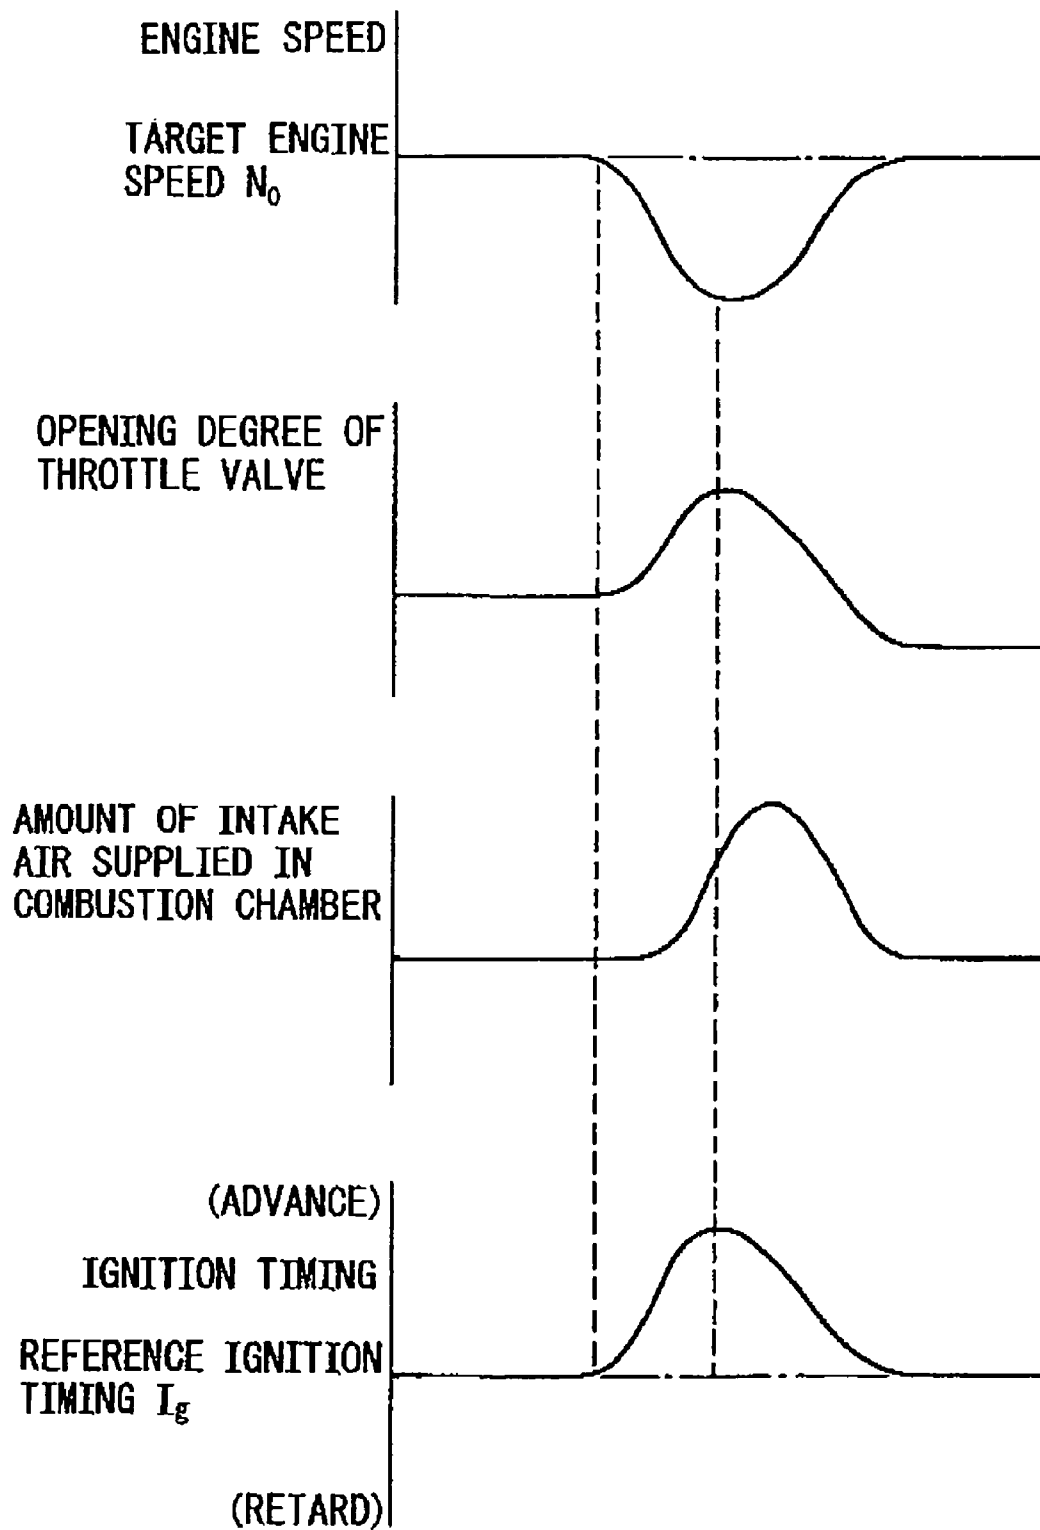 ENGINE SPEED
TARGET ENGINE
SPEED N₀
OPENING DEGREE OF
THROTTLE VALVE
AMOUNT OF INTAKE
AIR SUPPLIED IN
COMBUSTION CHAMBER
(ADVANCE)
IGNITION TIMING
REFERENCE IGNITION
TIMING Ig
(RETARD)